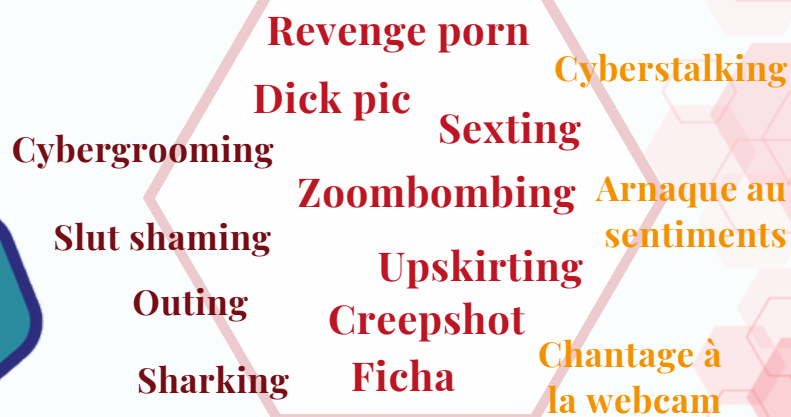 Revenge porn
Cyberstalking
Dick pic
Sexting
Cybergrooming
Zoombombing
Arnaque au
sentiments
Slut shaming
Upskirting
Outing
Creepshot
Chantage à
la webcam
Sharking
Ficha